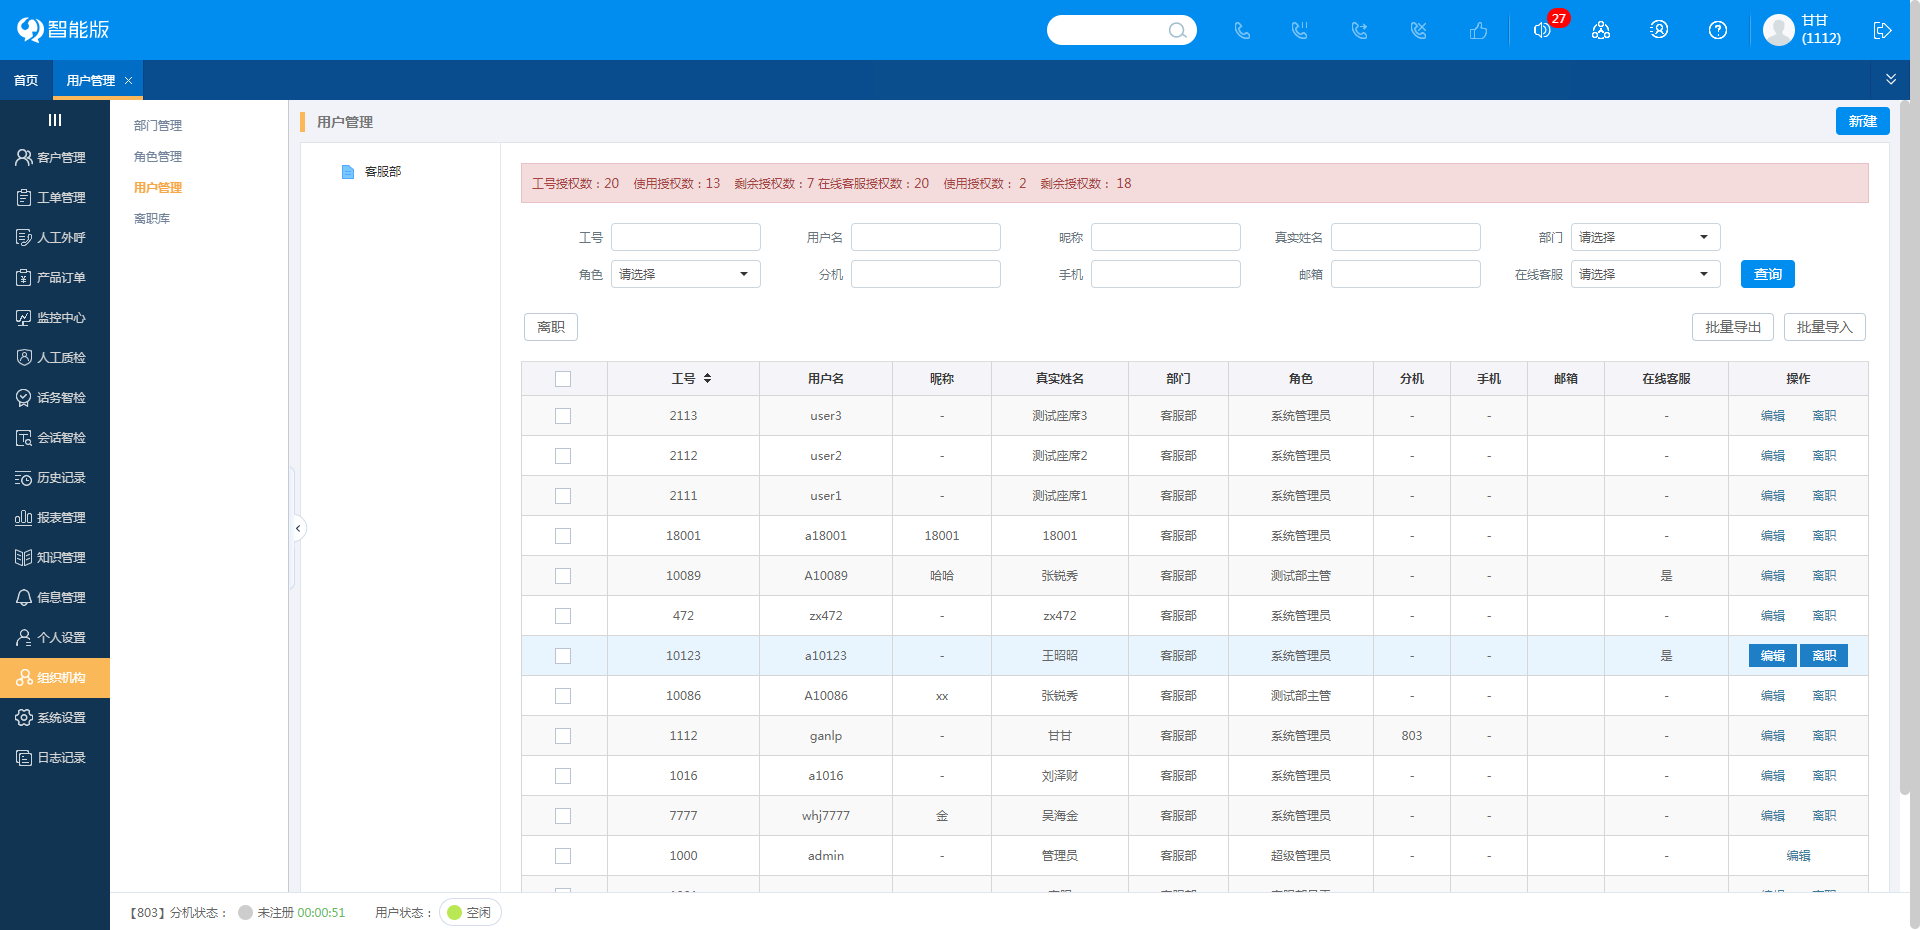 智能版
27
甘甘
(1112)
首页
用户管理
客户管理
工单管理
人工外呼
产品订单
监控中心
人工质检
话务智检
会话智检
历史记录
报表管理
知识管理
信息管理
个人设置
组织机构
系统设置
日志记录
部门管理
角色管理
用户管理
离职库
用户管理
新建
客服部
工号授权数：20 使用授权数：13 剩余授权数：7 在线客服授权数：20 使用授权数： 2 剩余授权数： 18
工号 用户名 昵称 真实姓名 部门 请选择
角色 请选择 分机 手机 邮箱 在线客服 请选择 查询
离职 批量导出 批量导入
工号 用户名 昵称 真实姓名 部门 角色 分机 手机 邮箱 在线客服 操作
2113 user3 - 测试座席3 客服部 系统管理员 - - - 编辑 离职
2112 user2 - 测试座席2 客服部 系统管理员 - - - 编辑 离职
2111 user1 - 测试座席1 客服部 系统管理员 - - - 编辑 离职
18001 a18001 18001 18001 客服部 系统管理员 - - - 编辑 离职
10089 A10089 哈哈 张锐秀 客服部 测试部主管 - - 是 编辑 离职
472 zx472 - zx472 客服部 系统管理员 - - - 编辑 离职
10123 a10123 - 王昭昭 客服部 系统管理员 - - 是 编辑 离职
10086 A10086 xx 张锐秀 客服部 测试部主管 - - - 编辑 离职
1112 ganlp - 甘甘 客服部 系统管理员 803 - - 编辑 离职
1016 a1016 - 刘泽财 客服部 系统管理员 - - - 编辑 离职
7777 whj7777 金 吴海金 客服部 系统管理员 - - - 编辑 离职
1000 admin - 管理员 客服部 超级管理员 - - - 编辑
【803】分机状态： 未注册 00:00:51 用户状态： 空闲